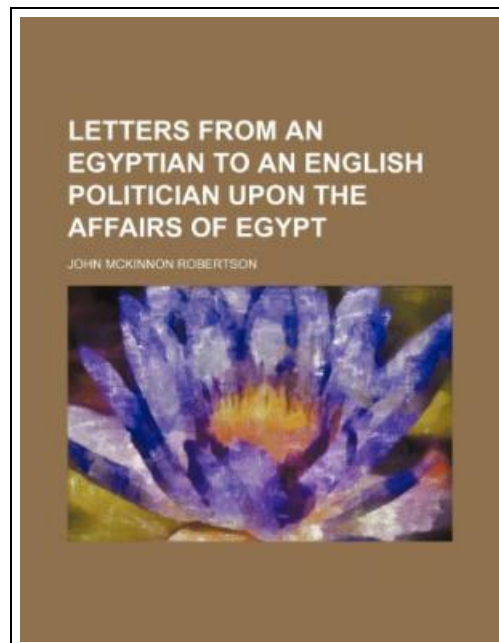 LETTERS FROM AN
EGYPTIAN TO AN ENGLISH
POLITICIAN UPON THE
AFFAIRS OF EGYPT
JOHN MCKINNON ROBERTSON